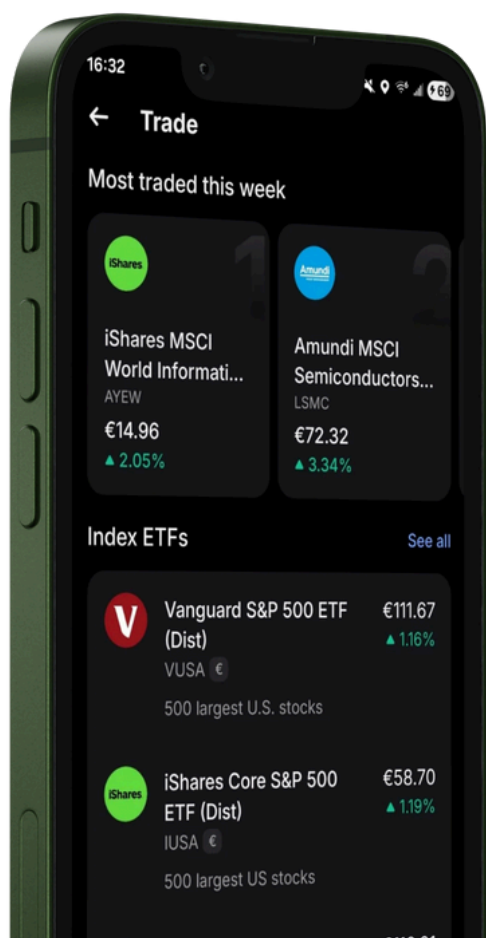 16:32
69
Trade
Most traded this week
iShares
1
Amundi
2
iShares MSCI
World Informati...
AYEW
€14.96
▲ 2.05%
Amundi MSCI
Semiconductors...
LSMC
€72.32
▲ 3.34%
Index ETFs
See all
V
Vanguard S&P 500 ETF
(Dist)
€111.67
▲ 1.16%
VUSA €
500 largest U.S. stocks
iShares
iShares Core S&P 500
ETF (Dist)
€58.70
▲ 1.19%
IUSA €
500 largest US stocks